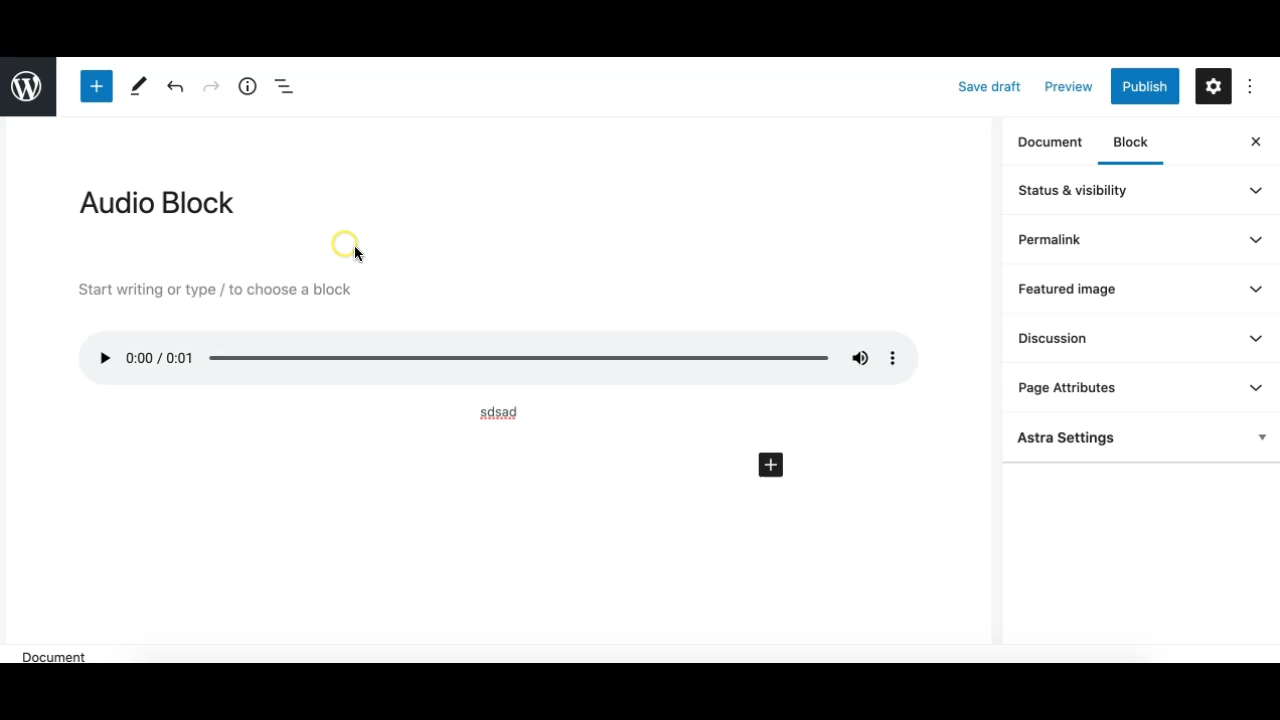 Save draft
Preview
Publish
Document
Block
Status & visibility
Audio Block
Permalink
Start writing or type / to choose a block
Featured image
Discussion
0:00 / 0:01
Page Attributes
sdsad
Astra Settings
Document